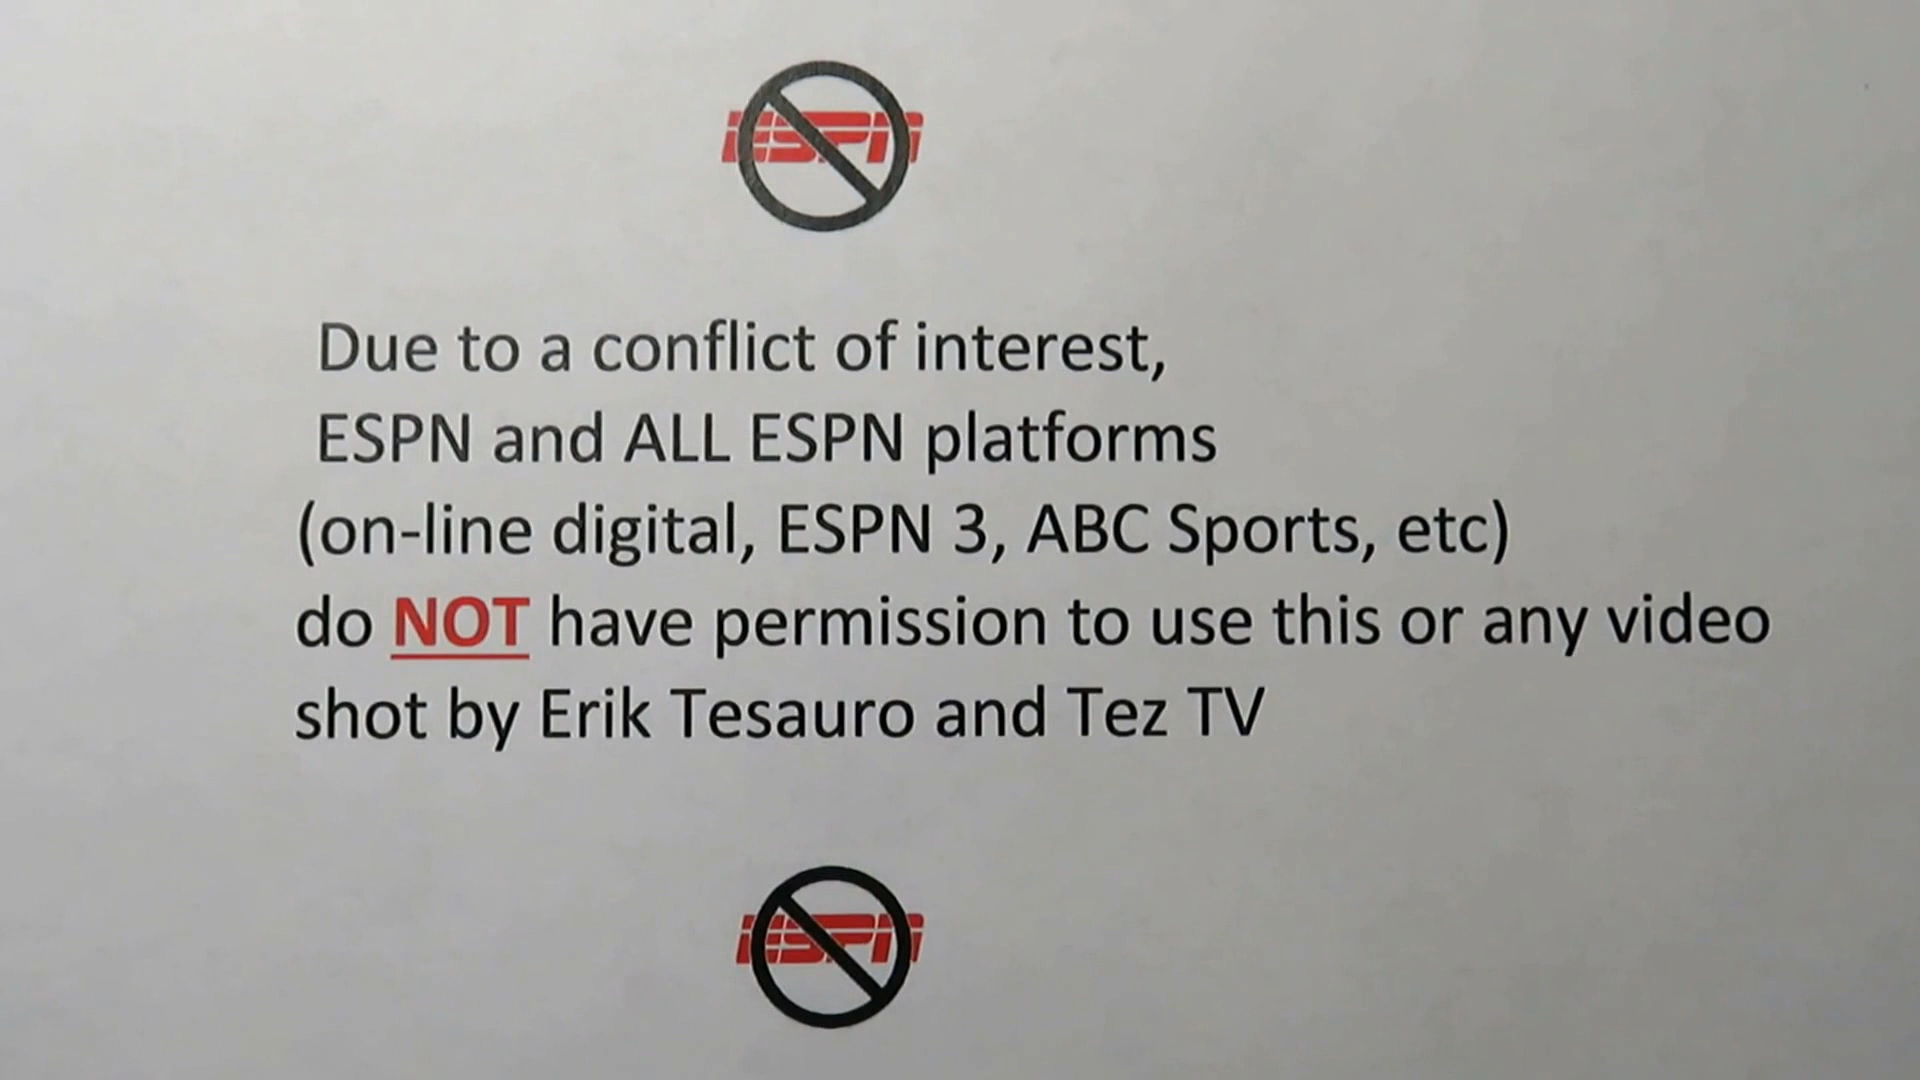 ESPN
Due to a conflict of interest,
ESPN and ALL ESPN platforms
(on-line digital, ESPN 3, ABC Sports, etc)
do NOT have permission to use this or any video
shot by Erik Tesauro and Tez TV
ESPN